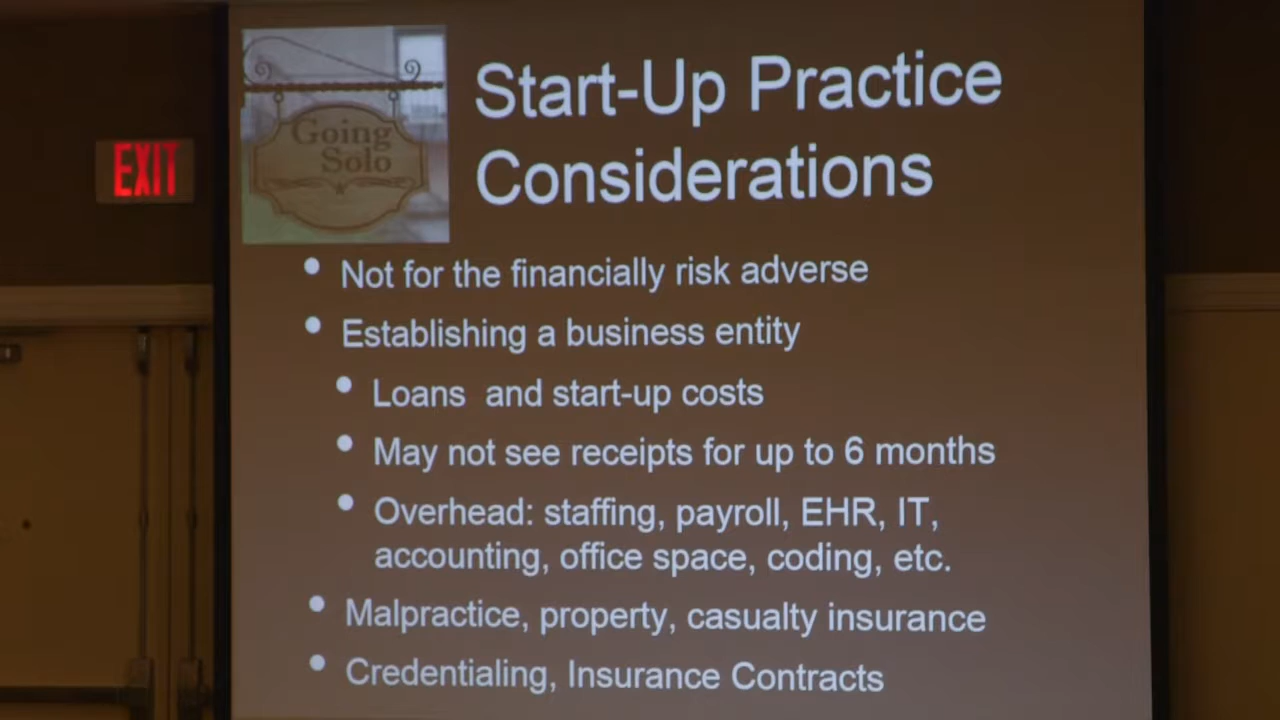 EXIT
Going
Solo
Start-Up Practice
Considerations
• Not for the financially risk adverse
• Establishing a business entity
• Loans and start-up costs
• May not see receipts for up to 6 months
• Overhead: staffing, payroll, EHR, IT,
accounting, office space, coding, etc.
• Malpractice, property, casualty insurance
• Credentialing, Insurance Contracts